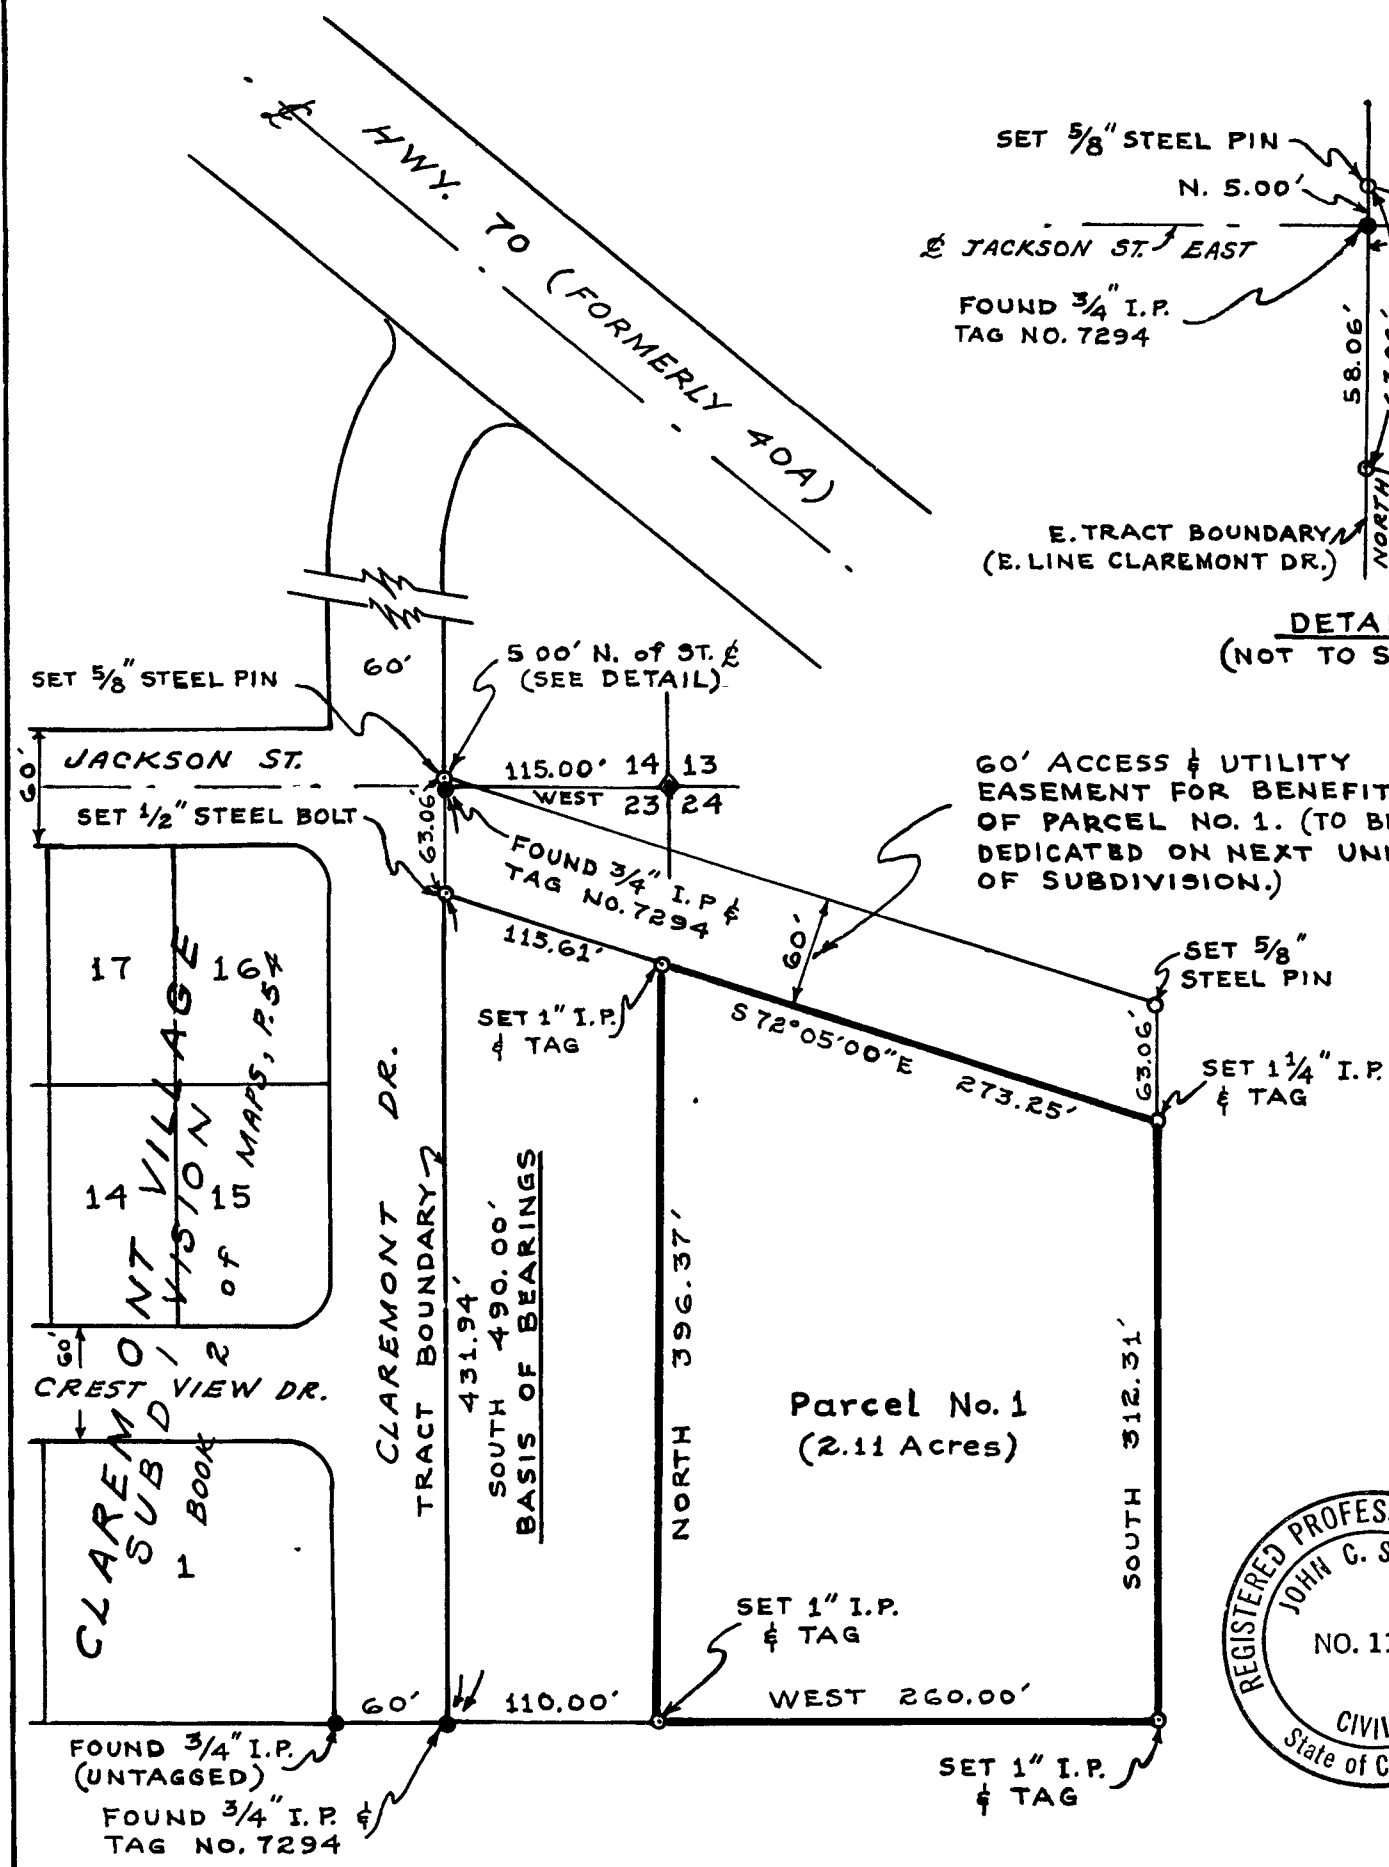 ℄ HWY. 70 (FORMERLY 40A)
SET 5/8" STEEL PIN
N. 5.00'
℄ JACKSON ST. EAST
FOUND 3/4" I.P.
TAG NO. 7294
58.06'
NORTH
E. TRACT BOUNDARY
(E. LINE CLAREMONT DR.)
(NOT TO
SET 5/8" STEEL PIN
60'
5 00' N. of ST. ℄
(SEE DETAIL)
60'
JACKSON ST.
115.00'
WEST
14 13
23 24
SET 1/2" STEEL BOLT
63.06'
FOUND 3/4" I.P &
TAG NO. 7294
60' ACCESS & UTILITY
EASEMENT FOR BENEFIT
OF PARCEL NO. 1. (TO
DEDICATED ON NEXT
OF SUBDIVISION.)
115.61'
60'
SET 5/8"
STEEL PIN
SET 1" I.P.
& TAG
S 72°05'00"E 273.25'
63.06'
SET 1 1/4" I.P.
& TAG
17
16
14
15
CLAREMONT VILLAGE
SUBDIVISION 2
BOOK 1 of MAPS, P. 54
60'
CREST VIEW DR.
1
CLAREMONT DR.
TRACT BOUNDARY
431.94'
SOUTH 490.00'
BASIS OF BEARINGS
NORTH 396.37'
Parcel No. 1
(2.11 Acres)
SOUTH 312.31'
SET 1" I.P.
& TAG
60'
110.00'
WEST 260.00'
FOUND 3/4" I.P.
(UNTAGGED)
FOUND 3/4" I.P. &
TAG NO. 7294
SET 1" I.P.
& TAG
REGISTERED
JOHN C.
NO.
State of